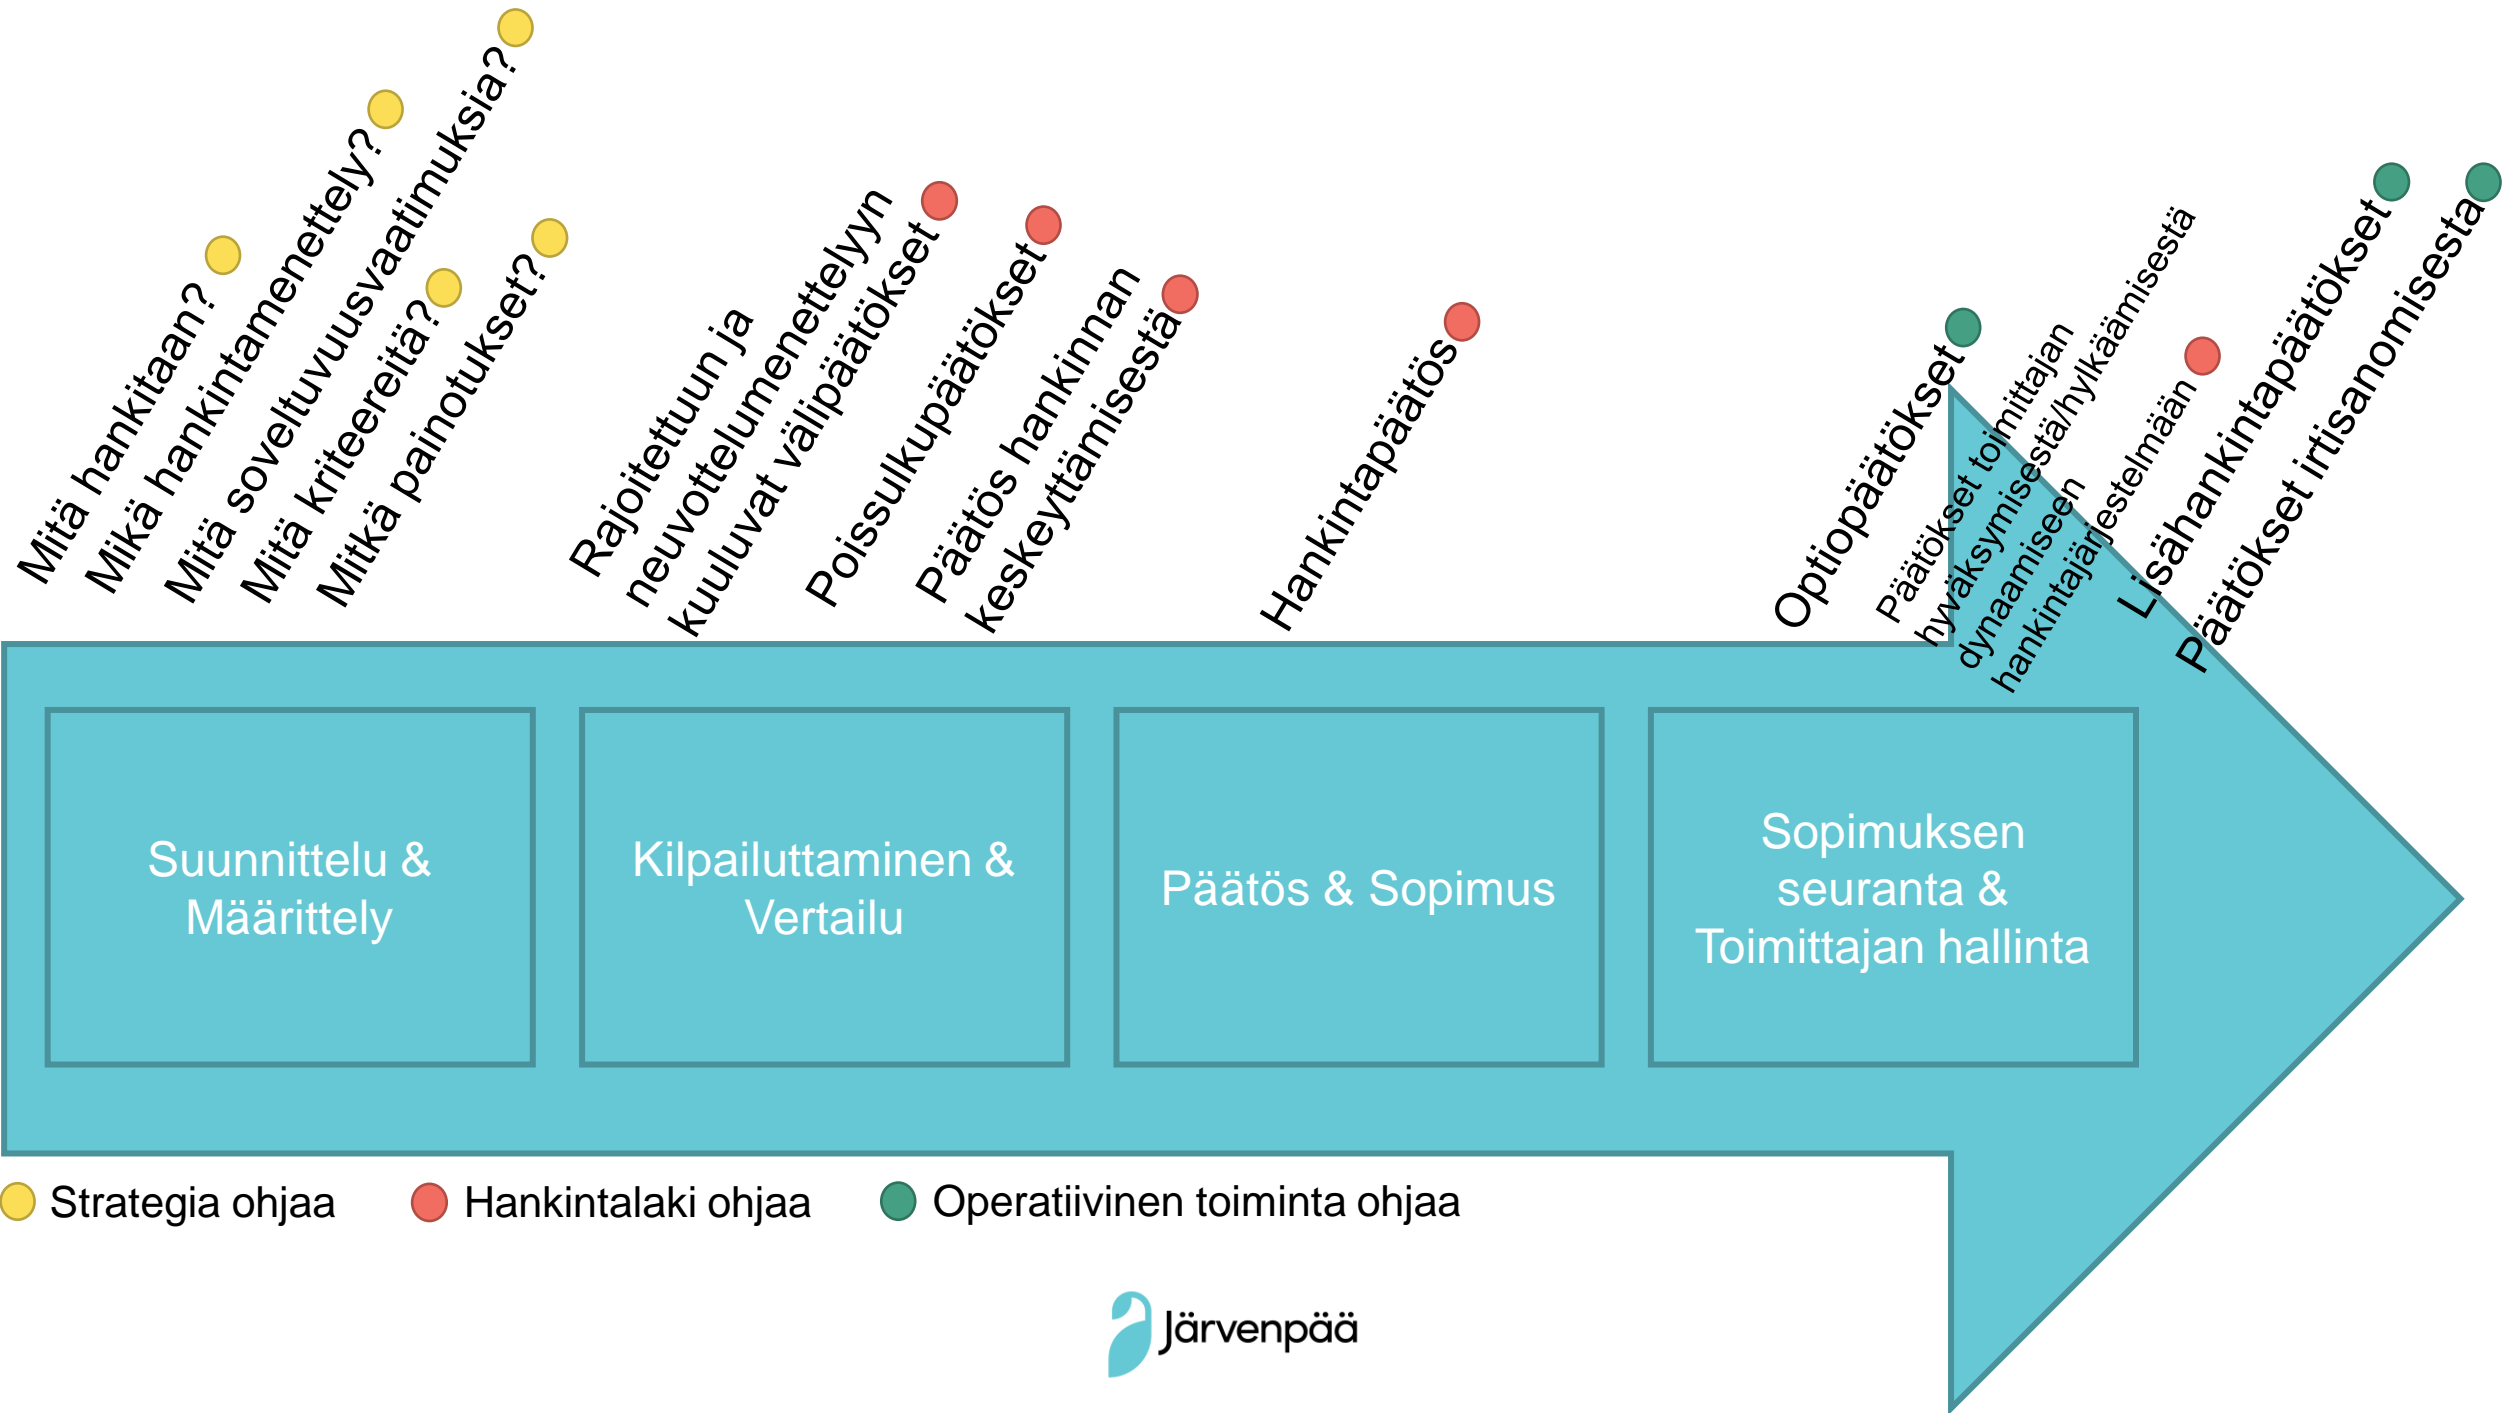 Mitä hankitaan?
Mikä hankintamenettely?
Mitä soveltuvuusvaatimuksia?
Mitä kriteereitä?
Mitkä painotukset?
Rajoitettuun ja
neuvottelumenettelyyn
kuuluvat välipäätökset
Poissulkupäätökset
Päätös hankinnan
keskeyttämisestä
Hankintapäätös
Optiopäätökset
Päätökset toimittajan
hyväksymisestä/hylkäämisestä
dynaamiseen
hankintajärjestelmään
Lisähankintapäätökset
Päätökset irtisanomisesta
Suunnittelu &
Määrittely
Kilpailuttaminen &
Vertailu
Päätös & Sopimus
Sopimuksen
seuranta &
Toimittajan hallinta
Strategia ohjaa
Hankintalaki ohjaa
Operatiivinen toiminta ohjaa
Järvenpää